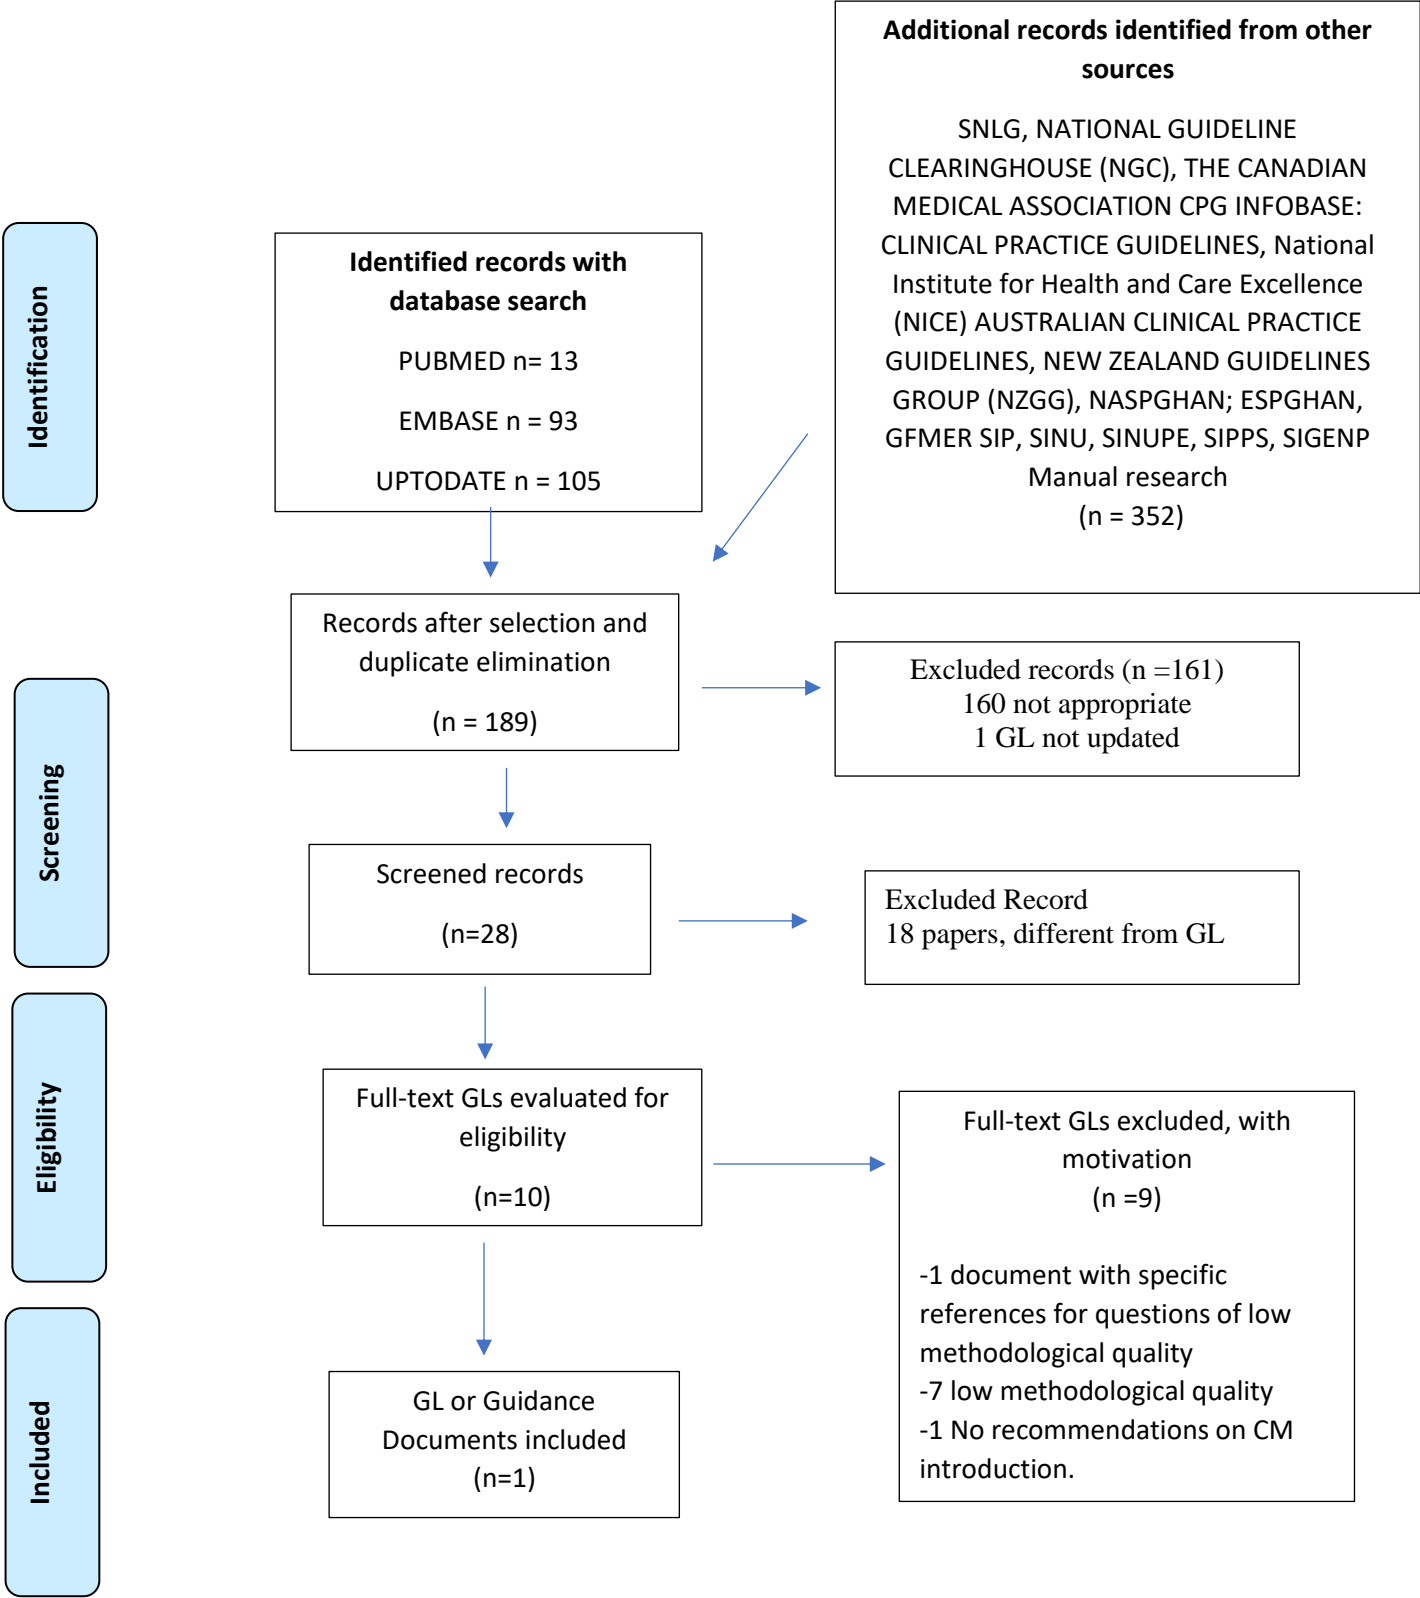 Additional records identified from other
sources
SNLG, NATIONAL GUIDELINE
CLEARINGHOUSE (NGC), THE CANADIAN
MEDICAL ASSOCIATION CPG INFOBASE:
CLINICAL PRACTICE GUIDELINES, National
Institute for Health and Care Excellence
(NICE) AUSTRALIAN CLINICAL PRACTICE
GUIDELINES, NEW ZEALAND GUIDELINES
GROUP (NZGG), NASPGHAN; ESPGHAN,
GFMER SIP, SINU, SINUPE, SIPPS, SIGENP
Manual research
(n = 352)
Identification
Identified records with
database search
PUBMED n= 13
EMBASE n = 93
UPTODATE n = 105
Records after selection and
duplicate elimination
(n = 189)
Excluded records (n =161)
160 not appropriate
1 GL not updated
Screening
Screened records
(n=28)
Excluded Record
18 papers, different from GL
Eligibility
Full-text GLs evaluated for
eligibility
(n=10)
Full-text GLs excluded, with
motivation
(n =9)
-1 document with specific
references for questions of low
methodological quality
-7 low methodological quality
-1 No recommendations on CM
introduction.
Included
GL or Guidance
Documents included
(n=1)